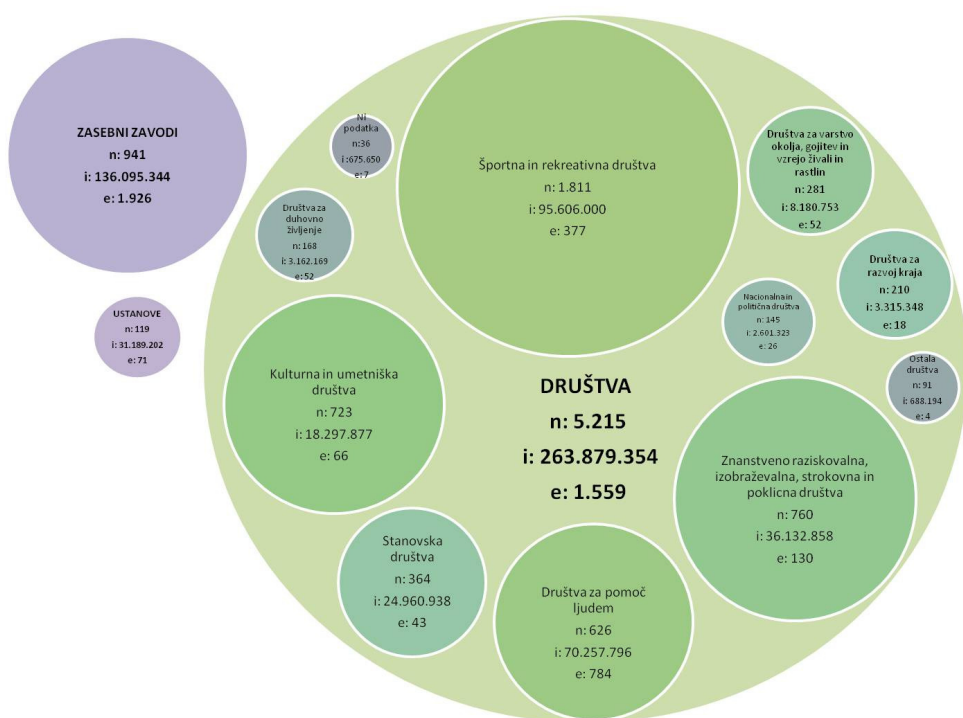 ZASEBNI ZAVODI
n: 941
i: 136.095.344
e: 1.926
USTANOVE
n: 119
i: 31.189.202
e: 71
NI
podatka
n:36
i :675.650
e: 7
Društva za
duhovno
življenje
n: 168
i: 3.162.169
e: 52
Športna in rekreativna društva
n: 1.811
i: 95.606.000
e: 377
Društva za varstvo
okolja, gojitev in
vzrejo živali in
rastlin
n: 281
i: 8.180.753
e: 52
Društva za
razvoj kraja
n: 210
i: 3.315.348
e: 18
Nacionalna in
politična društva
n: 145
i: 2.601.323
e: 26
Ostala
društva
n: 91
i: 688.194
e: 4
Kulturna in umetniška
društva
n: 723
i: 18.297.877
e: 66
DRUŠTVA
n: 5.215
i: 263.879.354
e: 1.559
Znanstveno raziskovalna,
izobraževalna, strokovna in
poklicna društva
n: 760
i: 36.132.858
e: 130
Stanovska
društva
n: 364
i: 24.960.938
e: 43
Društva za pomoč
ljudem
n: 626
i: 70.257.796
e: 784